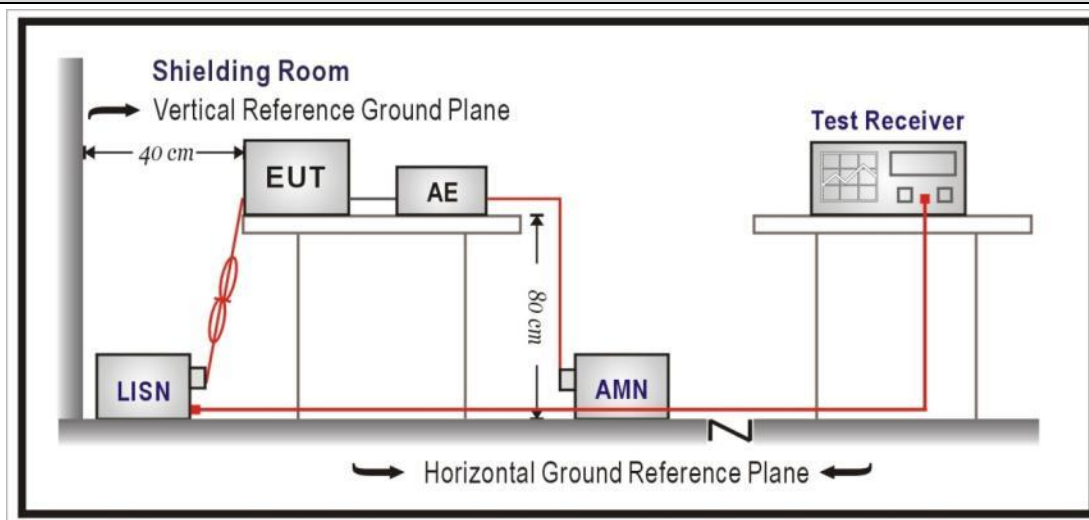 Shielding Room
Vertical Reference Ground Plane
40 cm
EUT
AE
Test Receiver
80 cm
LISN
AMN
Horizontal Ground Reference Plane